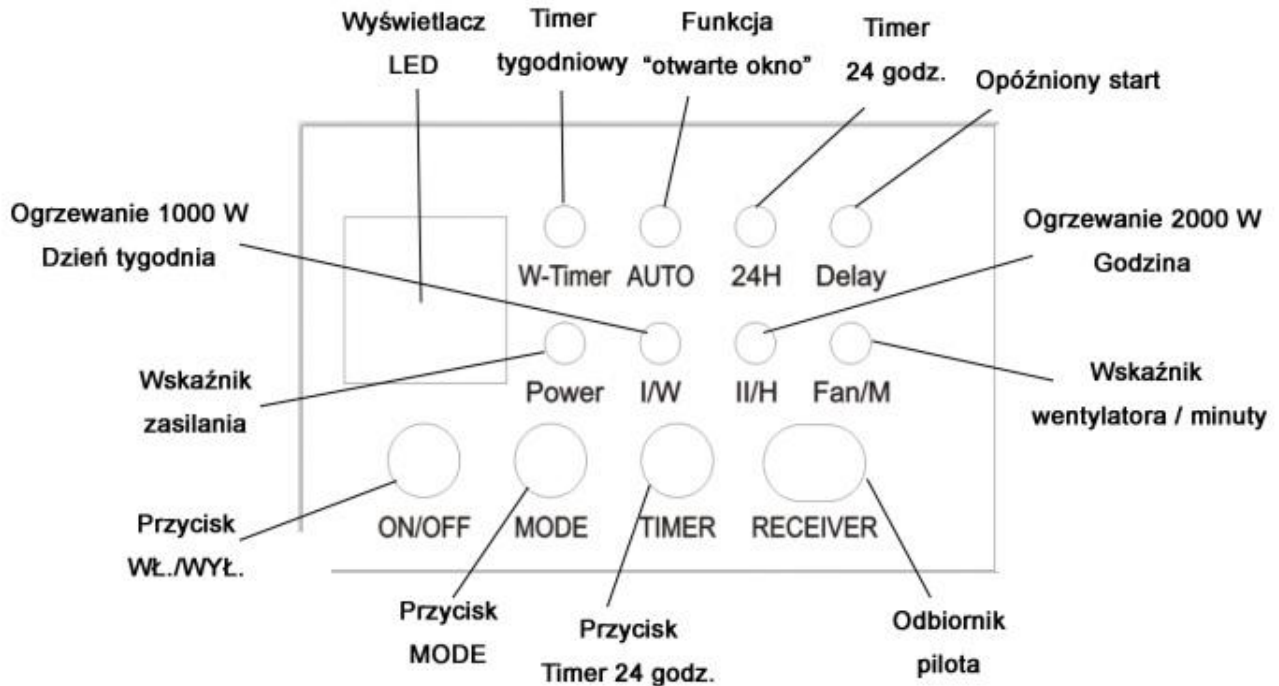 Wyświetlacz
LED
Timer
tygodniowy
Funkcja
“otwarte okno”
Timer
24 godz.
Opóźniony start
Ogrzewanie 1000 W
Dzień tygodnia
Ogrzewanie 2000 W
Godzina
W-Timer AUTO 24H Delay
Wskaźnik
zasilania
Power I/W II/H Fan/M
Wskaźnik
wentylatora / minuty
Przycisk
WŁ./WYŁ.
ON/OFF MODE TIMER RECEIVER
Przycisk
MODE
Przycisk
Timer 24 godz.
Odbiornik
pilota